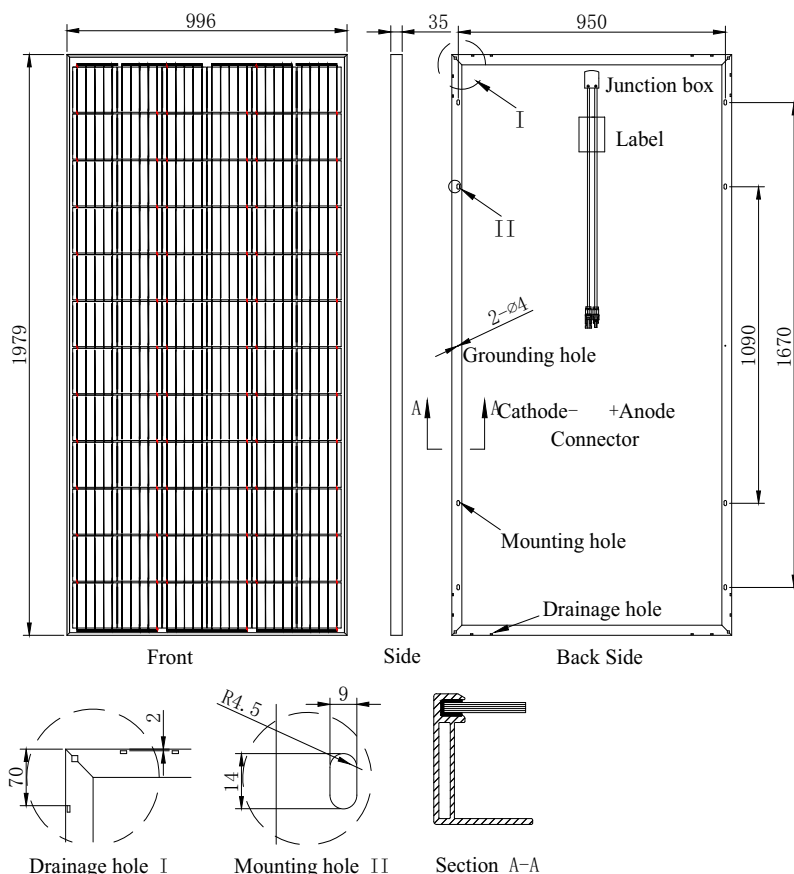 996
35
950
1979
Junction box
I
Label
II
2-⌀4
Grounding hole
1090
1670
A A
Cathode- +Anode
Connector
Mounting hole
Drainage hole
Front
Side
Back Side
2
70
R4.5
9
14
Drainage hole I
Mounting hole II
Section A-A